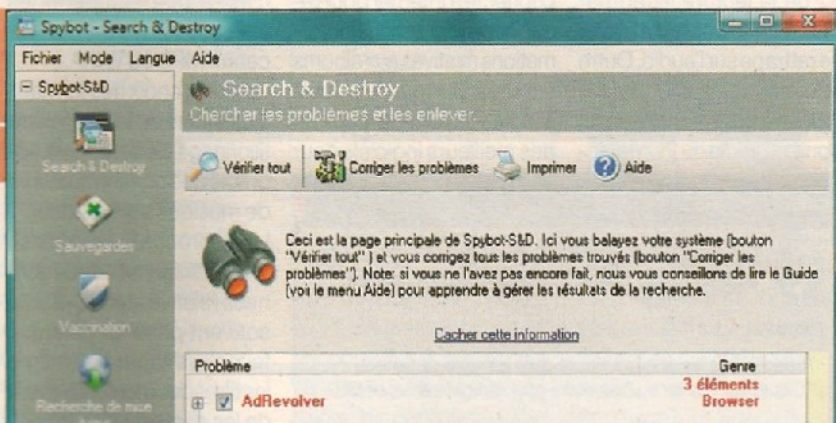 Spybot - Search & Destroy
Fichier Mode Langue Aide
Spybot-S&D
Search & Destroy
Chercher les problèmes et les enlever.
Search & Destroy
Vérifier tout
Corriger les problèmes
Imprimer
Aide
Sauvegardes
Ceci est la page principale de Spybot-S&D. Ici vous balayez votre système (bouton
"Vérifier tout" ) et vous corrigez tous les problèmes trouvés (bouton "Corriger les
problèmes"). Note: si vous ne l'avez pas encore fait, nous vous conseillons de lire le Guide
(voir le menu Aide) pour apprendre à gérer les résultats de la recherche.
Vaccination
Cacher cette information
Recherche de mise
Problème
Genre
3 éléments
AdRevolver
Browser